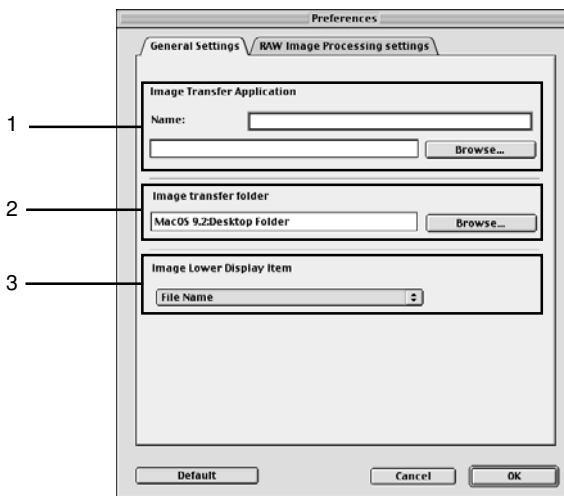 Preferences
General Settings RAW Image Processing settings
1
Image Transfer Application
Name:
Browse...
2
Image transfer folder
MacOS 9.2:Desktop Folder
Browse...
3
Image Lower Display Item
File Name
Default Cancel OK